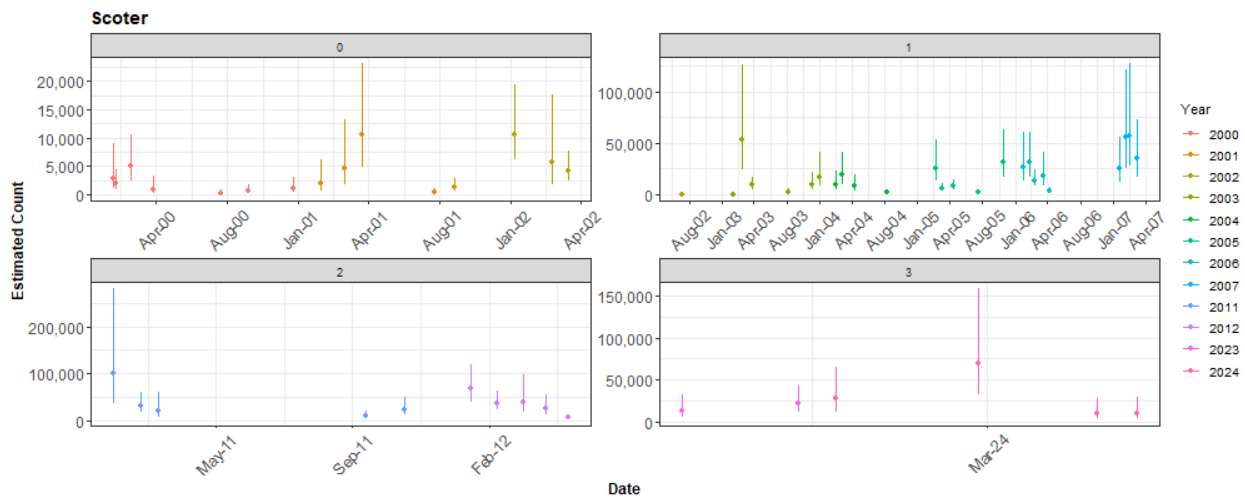 Scoter
0
1
20,000
15,000
10,000
5,000
0
100,000
50,000
0
Apr-00
Aug-00
Jan-01
Apr-01
Aug-01
Jan-02
Apr-02
Aug-02
Jan-03
Apr-03
Aug-03
Jan-04
Apr-04
Aug-04
Jan-05
Apr-05
Aug-05
Jan-06
Apr-06
Aug-06
Jan-07
Apr-07
Estimated Count
2
3
200,000
100,000
0
150,000
100,000
50,000
0
May-11
Sep-11
Feb-12
Mar-24
Date
Year
2000
2001
2002
2003
2004
2005
2006
2007
2011
2012
2023
2024